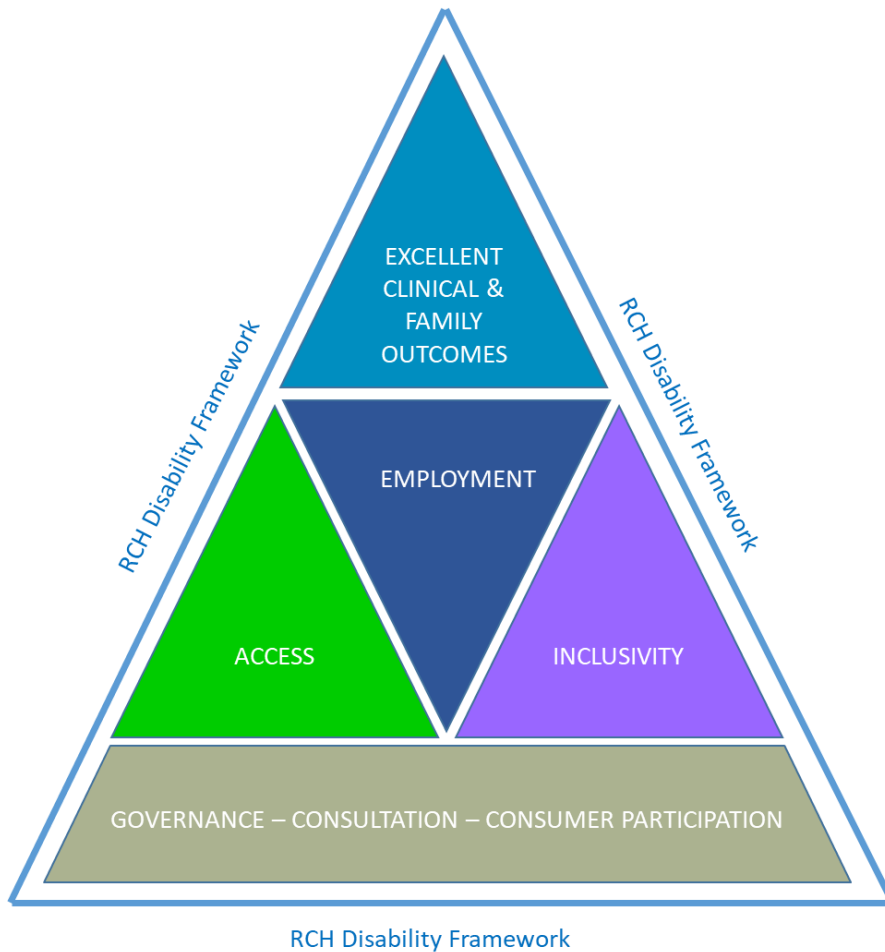 EXCELLENT
CLINICAL &
FAMILY
OUTCOMES
RCH Disability Framework
RCH Disability Framework
EMPLOYMENT
ACCESS
INCLUSIVITY
GOVERNANCE – CONSULTATION – CONSUMER PARTICIPATION
RCH Disability Framework